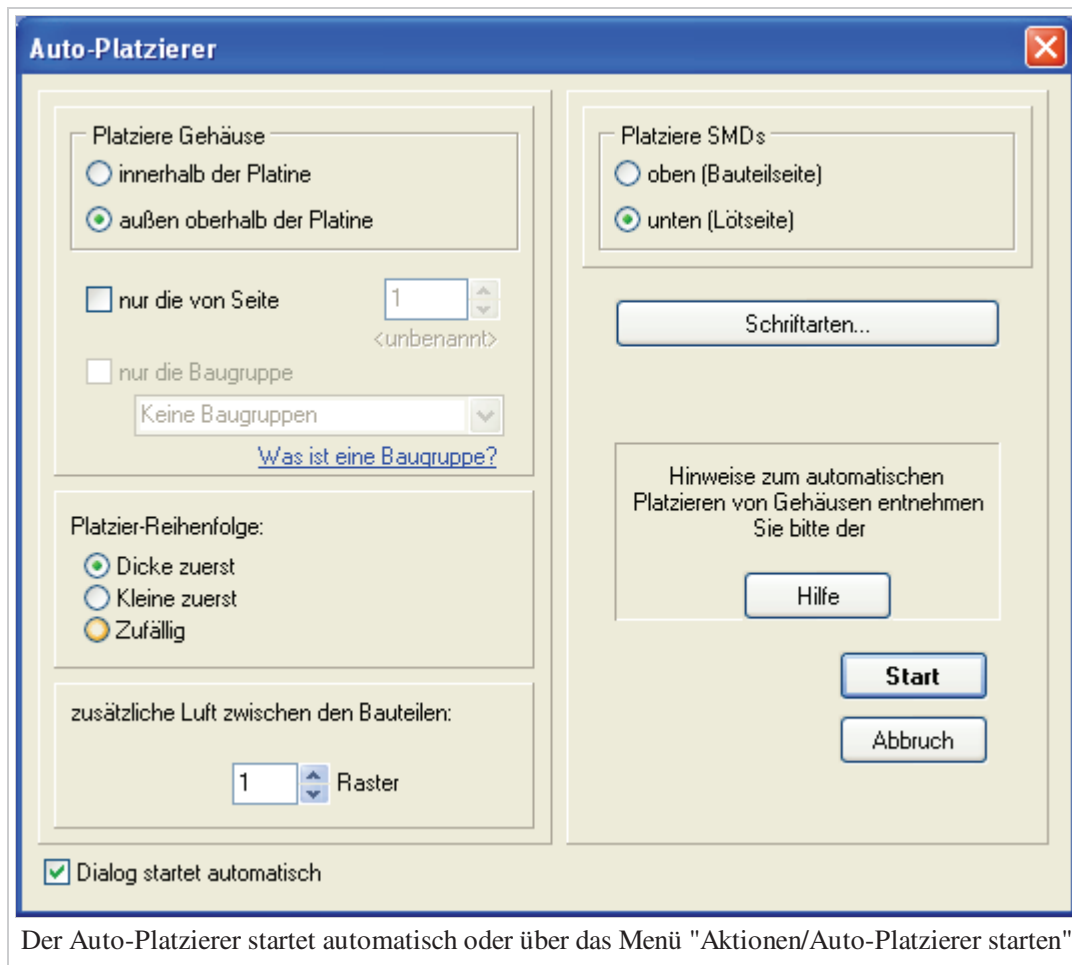 Auto-Platzierer
Platziere Gehäuse
innerhalb der Platine
außen oberhalb der Platine
nur die von Seite
1
<unbenannt>
nur die Baugruppe
Keine Baugruppen
Was ist eine Baugruppe?
Platzier-Reihenfolge:
Dicke zuerst
Kleine zuerst
Zufällig
zusätzliche Luft zwischen den Bauteilen:
1 Raster
Platziere SMDs
oben (Bauteilseite)
unten (Lötseite)
Schriftarten...
Hinweise zum automatischen
Platzieren von Gehäusen entnehmen
Sie bitte der
Hilfe
Start
Abbruch
Dialog startet automatisch
Der Auto-Platzierer startet automatisch oder über das Menü "Aktionen/Auto-Platzierer starten"